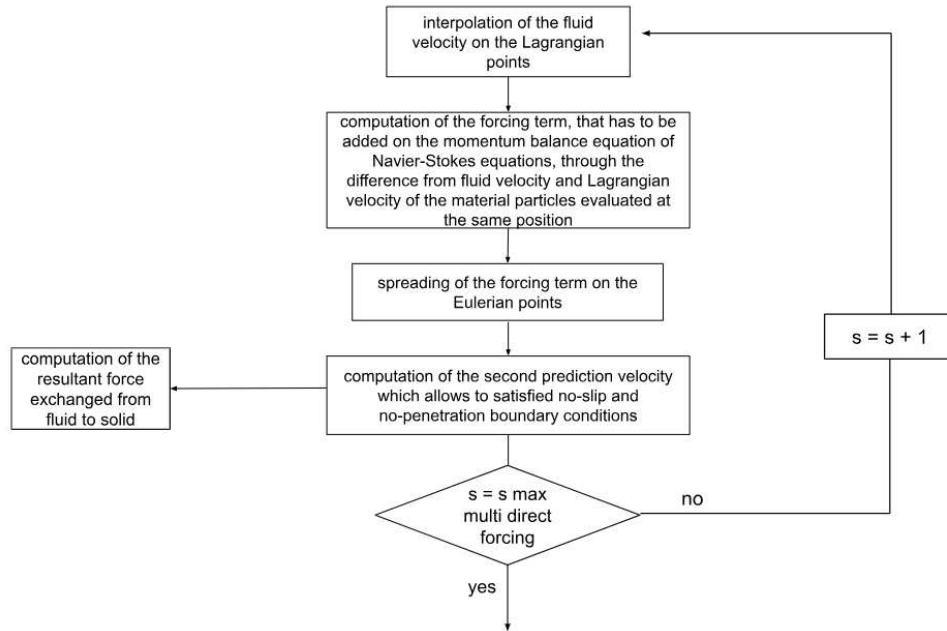 interpolation of the fluid
velocity on the Lagrangian
points
computation of the forcing term, that has to be
added on the momentum balance equation of
Navier-Stokes equations, through the
difference from fluid velocity and Lagrangian
velocity of the material particles evaluated at
the same position
spreading of the forcing term on the
Eulerian points
s = s + 1
computation of the
resultant force
exchanged from
fluid to solid
computation of the second prediction velocity
which allows to satisfied no-slip and
no-penetration boundary conditions
s = s max
multi direct
forcing
no
yes